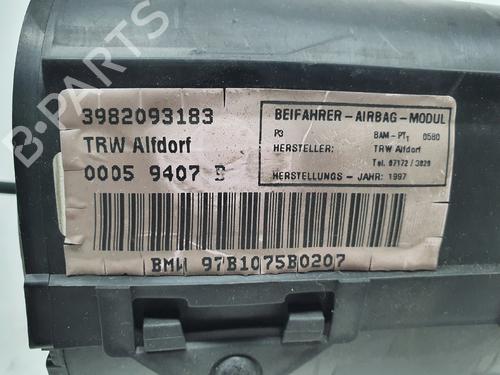 B-PARTS
3982093183
TRW Alfdorf
0005 9407 B
BEIFAHRER-AIRBAG-MODUL
P3 BAM-PT1 0580
HERSTELLER: TRW Alfdorf
Tel. 07172 / 3020
HERSTELLUNGS-JAHR: 1997
BMW 97B1075B0207